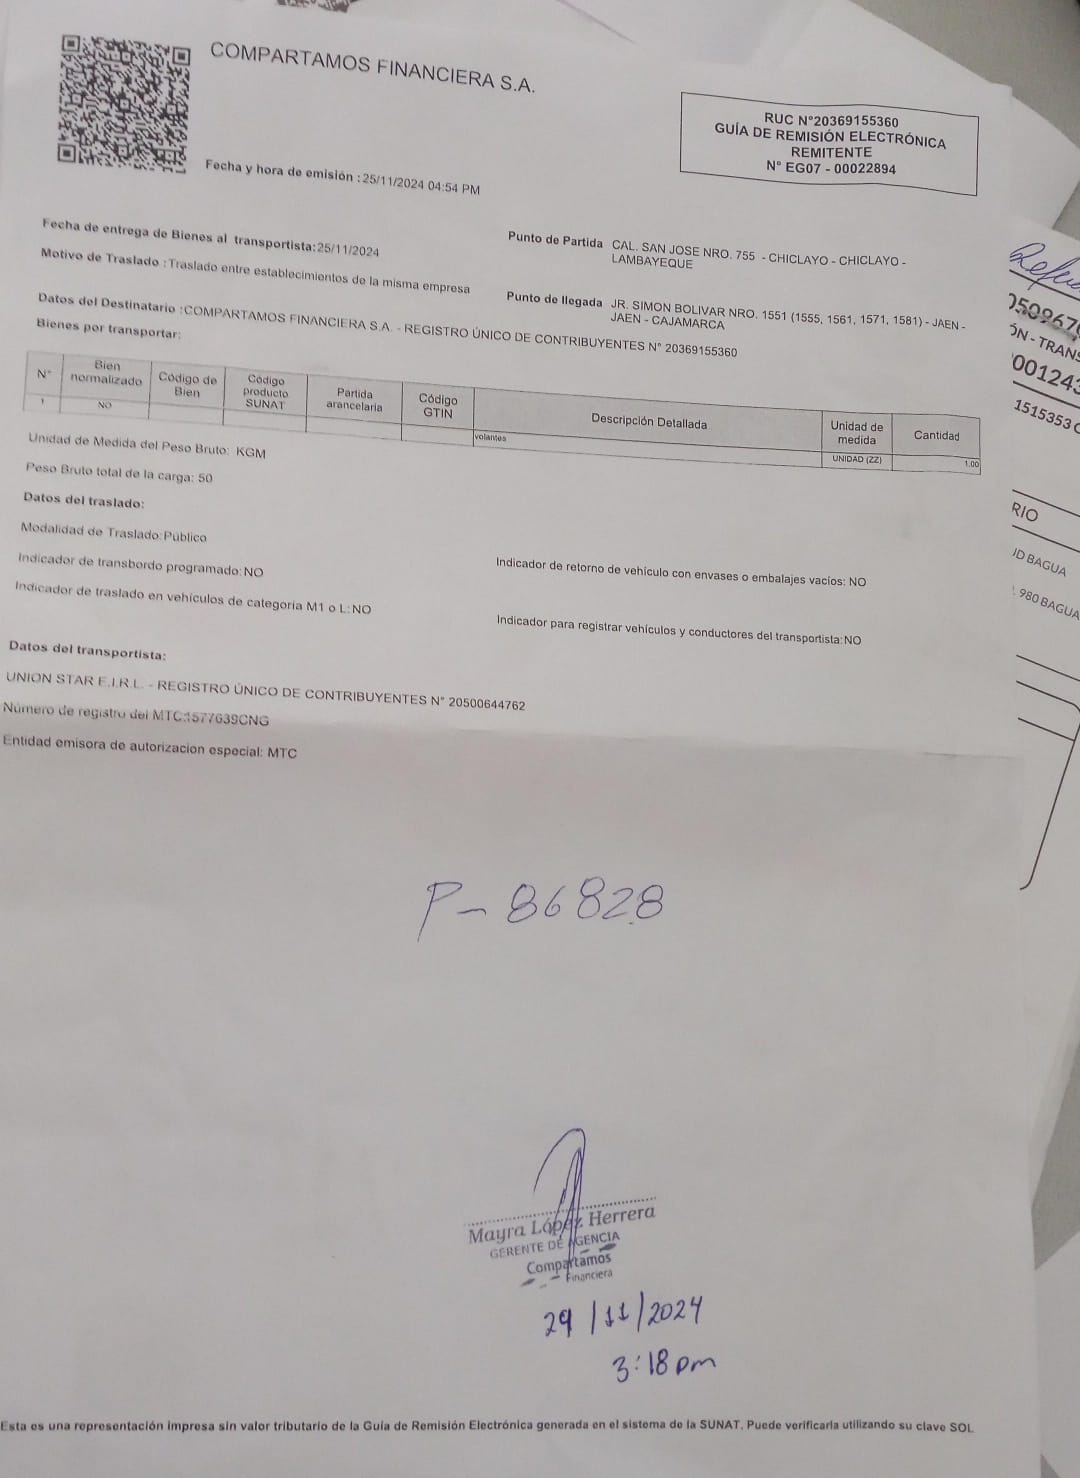 COMPARTAMOS FINANCIERA S.A.
RUC N°20369155360
GUÍA DE REMISIÓN ELECTRÓNICA
REMITENTE
N° EG07 - 00022894
Fecha y hora de emisión : 25/11/2024 04:54 PM
Fecha de entrega de Bienes al transportista:25/11/2024
Motivo de Traslado :Traslado entre establecimientos de la misma empresa
Punto de Partida CAL. SAN JOSE NRO. 755 - CHICLAYO - CHICLAYO -
LAMBAYEQUE
Punto de llegada JR. SIMON BOLIVAR NRO. 1551 (1555, 1561, 1571, 1581) - JAEN -
JAEN - CAJAMARCA
Datos del Destinatario :COMPARTAMOS FINANCIERA S.A. - REGISTRO ÚNICO DE CONTRIBUYENTES N° 20369155360
Bienes por transportar:
N° Bien normalizado Código de Bien Código producto SUNAT Partida arancelaria Código GTIN Descripción Detallada Unidad de medida Cantidad
1 NO volantes UNIDAD (ZZ) 1.00
Unidad de Medida del Peso Bruto: KGM
Peso Bruto total de la carga: 50
Datos del traslado:
Modalidad de Traslado:Público
Indicador de transbordo programado:NO
Indicador de retorno de vehículo con envases o embalajes vacíos: NO
Indicador de traslado en vehículos de categoría M1 o L:NO
Indicador para registrar vehículos y conductores del transportista:NO
Datos del transportista:
UNION STAR E.I.R.L. - REGISTRO ÚNICO DE CONTRIBUYENTES N° 20500644762
Número de registro del MTC:1577639CNG
Entidad emisora de autorizacion especial: MTC
P- 86828
Mayra López Herrera
GERENTE DE AGENCIA
Compartamos
Financiera
29/11/2024
3:18 pm
Esta es una representación impresa sin valor tributario de la Guía de Remisión Electrónica generada en el sistema de la SUNAT. Puede verificarla utilizando su clave SOL
ÓN - TRANS
1515353
RIO
UD BAGUA
980 BAGUA